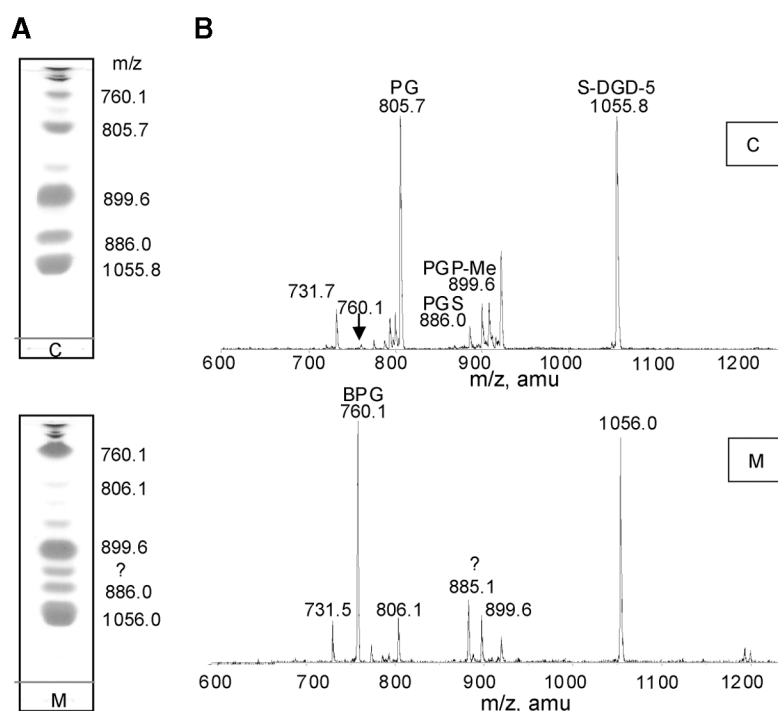 A
B
m/z
760.1
805.7
899.6
886.0
1055.8
C
PG
805.7
S-DGD-5
1055.8
C
PGP-Me
899.6
PGS
886.0
731.7
760.1
600 700 800 900 1000 1100 1200
m/z, amu
760.1
806.1
899.6
?
886.0
1056.0
M
BPG
760.1
1056.0
M
?
885.1
899.6
731.5
806.1
600 700 800 900 1000 1100 1200
m/z, amu